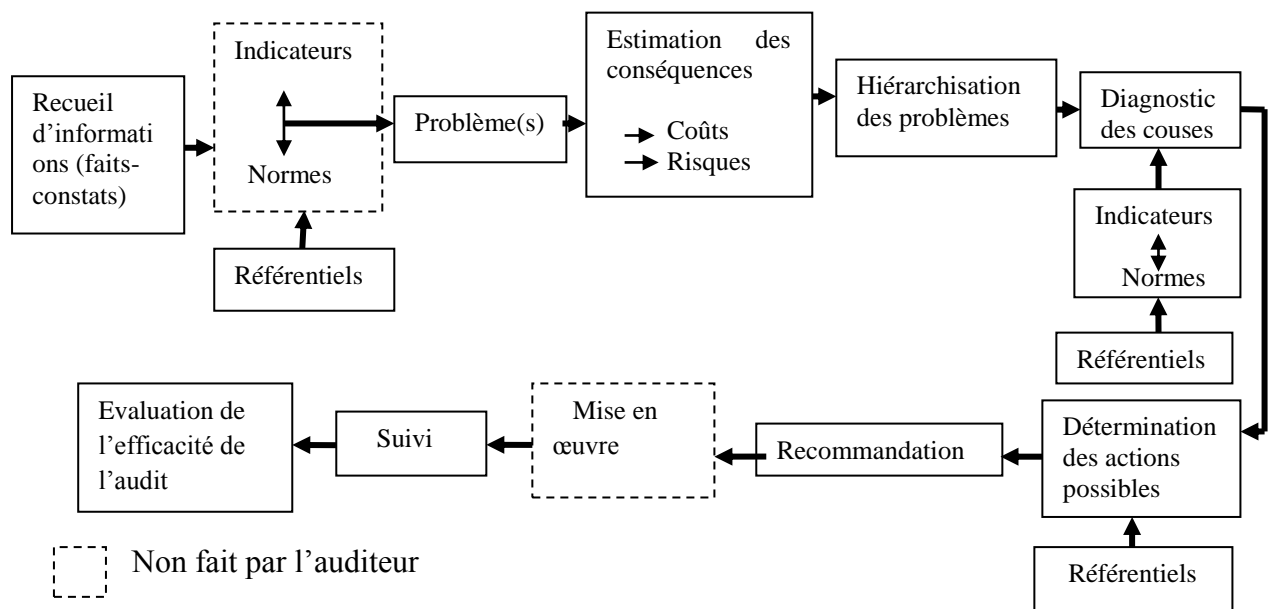 Recueil
d’informati
ons (faits-
constats)
Indicateurs
Normes
Référentiels
Problème(s)
Estimation des
conséquences
Coûts
Risques
Hiérarchisation
des problèmes
Diagnostic
des couses
Indicateurs
Normes
Référentiels
Détermination
des actions
possibles
Référentiels
Recommandation
Mise en
œuvre
Suivi
Evaluation de
l’efficacité de
l’audit
Non fait par l’auditeur